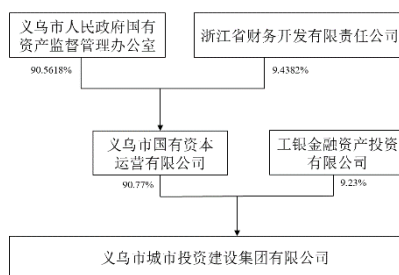 义乌市人民政府国有
资产监督管理办公室
浙江省财务开发有限责任公司
90.5618%
9.4382%
义乌市国有资本
运营有限公司
工银金融资产投资
有限公司
90.77%
9.23%
义乌市城市投资建设集团有限公司